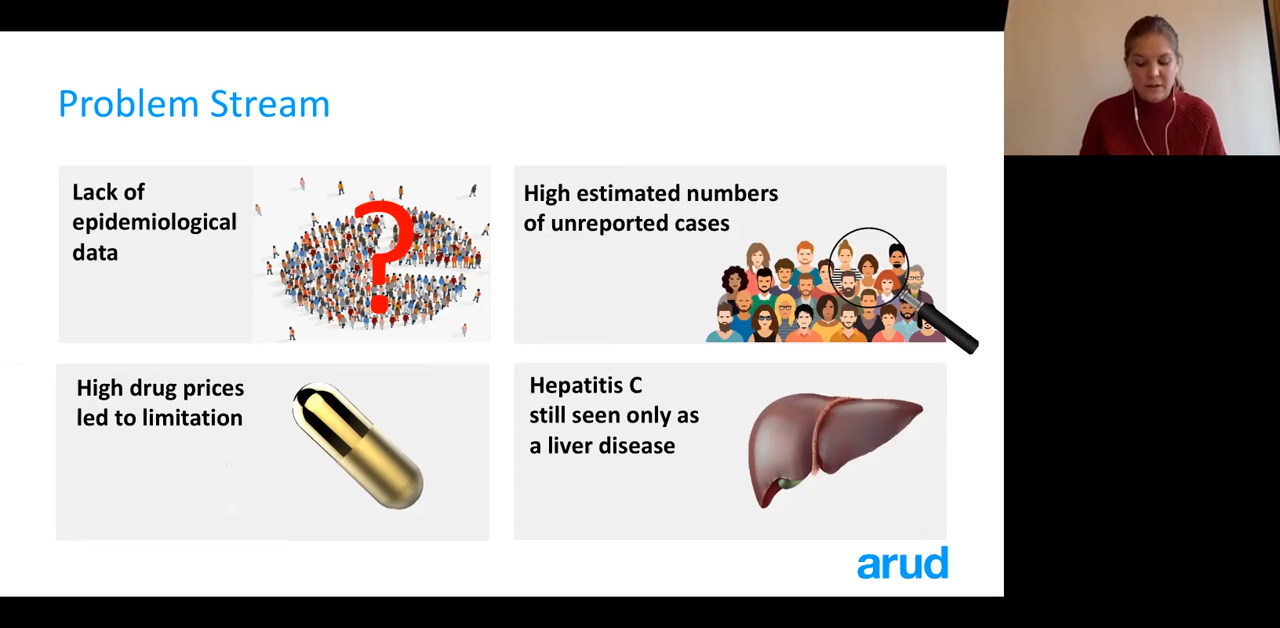 Problem Stream
Lack of
epidemiological
data
?
High estimated numbers
of unreported cases
High drug prices
led to limitation
Hepatitis C
still seen only as
a liver disease
arud